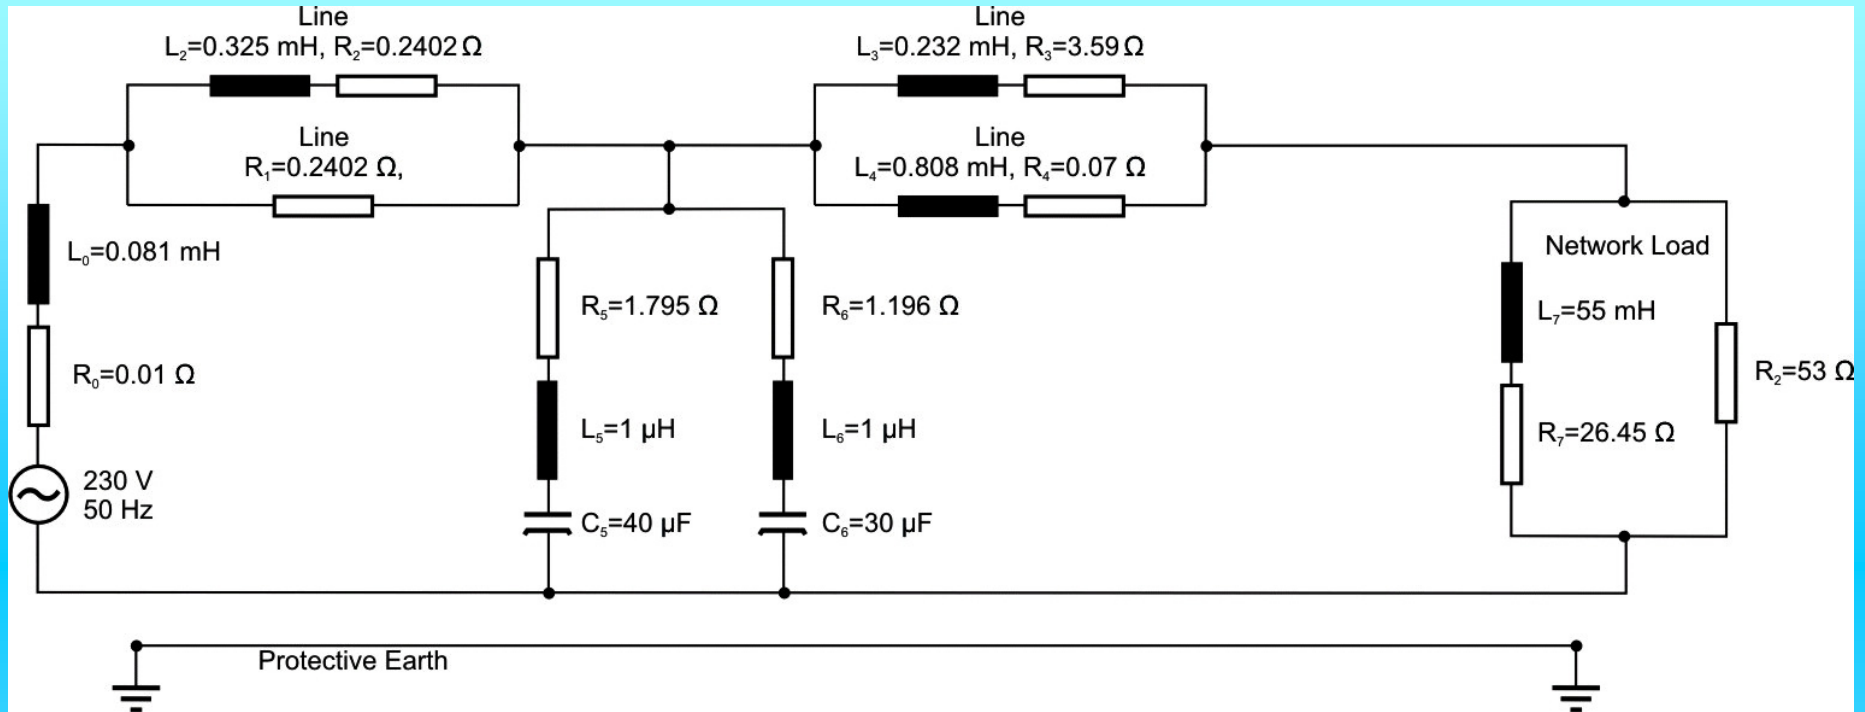 Line
L₂=0.325 mH, R₂=0.2402 Ω
Line
R₁=0.2402 Ω,
Line
L₃=0.232 mH, R₃=3.59 Ω
Line
L₄=0.808 mH, R₄=0.07 Ω
L₀=0.081 mH
R₀=0.01 Ω
230 V
50 Hz
R₅=1.795 Ω
L₅=1 µH
C₅=40 µF
R₆=1.196 Ω
L₆=1 µH
C₆=30 µF
Network Load
L₇=55 mH
R₇=26.45 Ω
R₂=53 Ω
Protective Earth